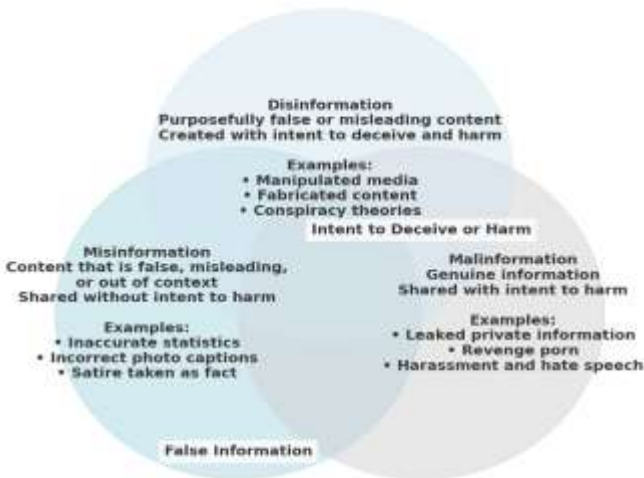 Disinformation
Purposefully false or misleading content
Created with intent to deceive and harm
Examples:
• Manipulated media
• Fabricated content
• Conspiracy theories
Intent to Deceive or Harm
Misinformation
Content that is false, misleading,
or out of context
Shared without intent to harm
Examples:
• Inaccurate statistics
• Incorrect photo captions
• Satire taken as fact
Malinformation
Genuine information
Shared with intent to harm
Examples:
• Leaked private information
• Revenge porn
• Harassment and hate speech
False Information